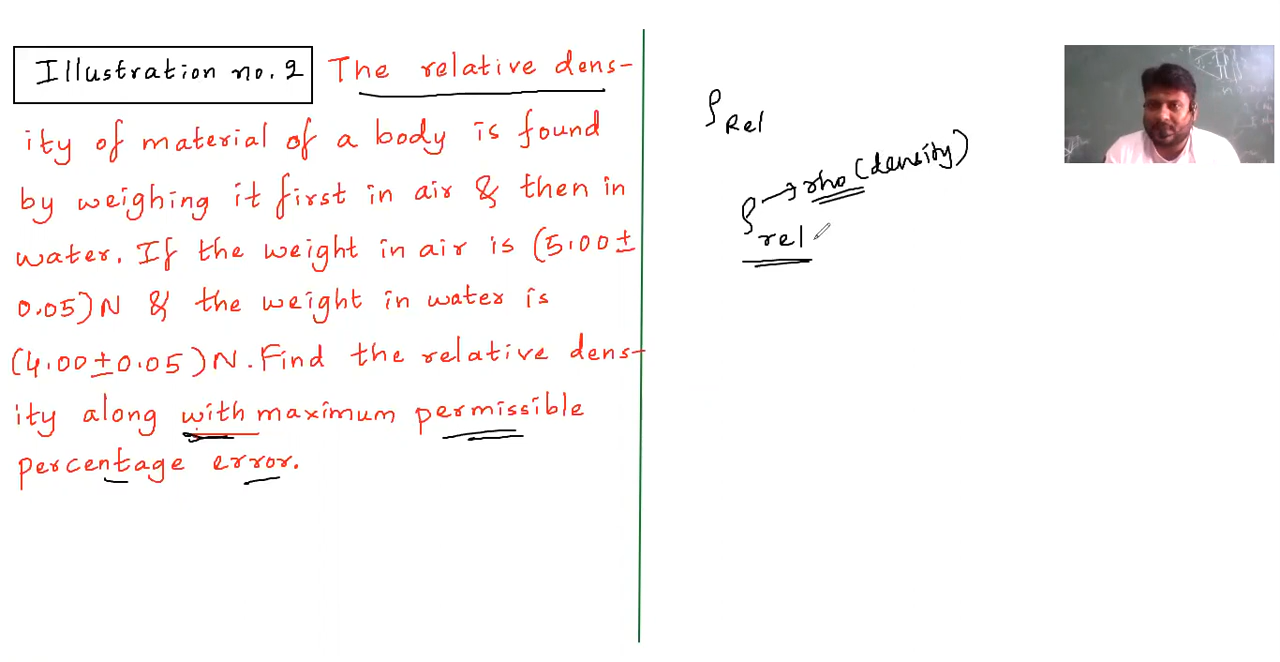 Illustration no. 2 The relative dens-
ity of material of a body is found
by weighing it first in air & then in
water. If the weight in air is (5.00 ±
0.05)N & the weight in water is
(4.00 ± 0.05)N. Find the relative dens-
ity along with maximum permissible
percentage error.
ρ Rel
ρ → rho (density)
rel